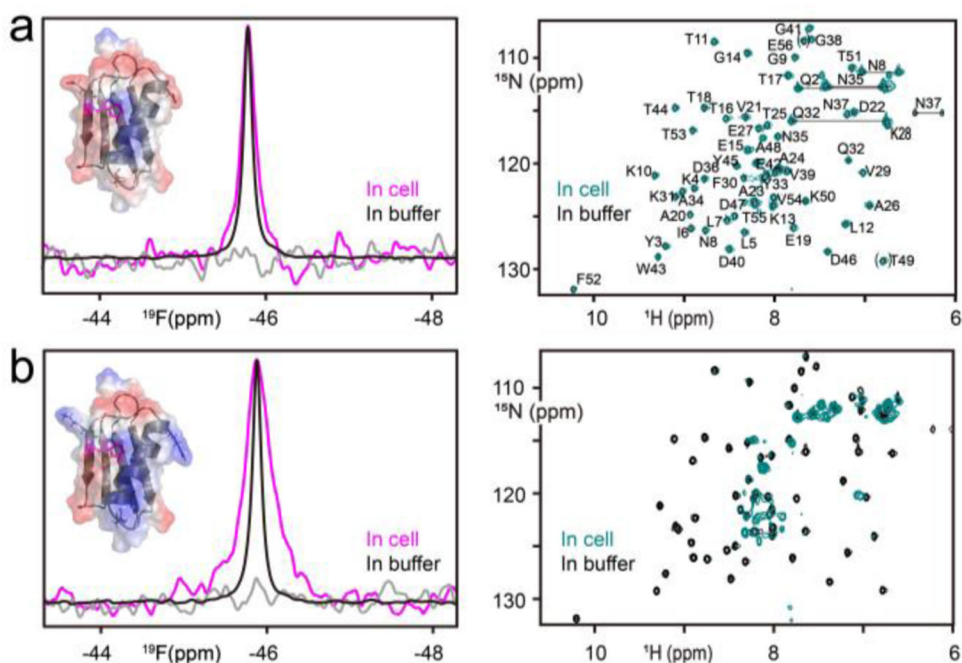 a
In cell
In buffer
-44
¹⁹F(ppm)
-46
-48
110
¹⁵N (ppm)
120
130
10
¹H (ppm)
8
6
G41
T11
E56
( )
G38
G14
G9
T51
N8
T17
Q2
N35
T18
T44
T16
V21
T25
Q32
N37
D22
N37
T53
E27
K28
E15
A48
N35
Q32
Y45
E42
A24
V29
K10
D36
K4
F30
Y33
V39
K31
A34
A23
V54
K50
A26
D47
A20
L7
T55
K13
L12
I6
E19
Y3
N8
L5
D46
( )T49
W43
D40
F52
In cell
In buffer
b
In cell
In buffer
-44
¹⁹F(ppm)
-46
-48
110
¹⁵N (ppm)
120
130
In cell
In buffer
10
¹H (ppm)
8
6